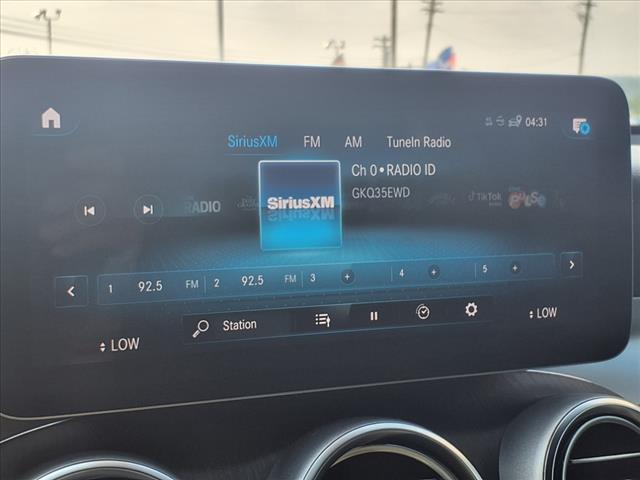 04:31
SiriusXM FM AM TuneIn Radio
Ch 0 • RADIO ID
GKQ35EWD
RADIO
SiriusXM
TikTok
PULSE
1 92.5 FM 2 92.5 FM 3 + 4 + 5 +
Station
LOW
LOW